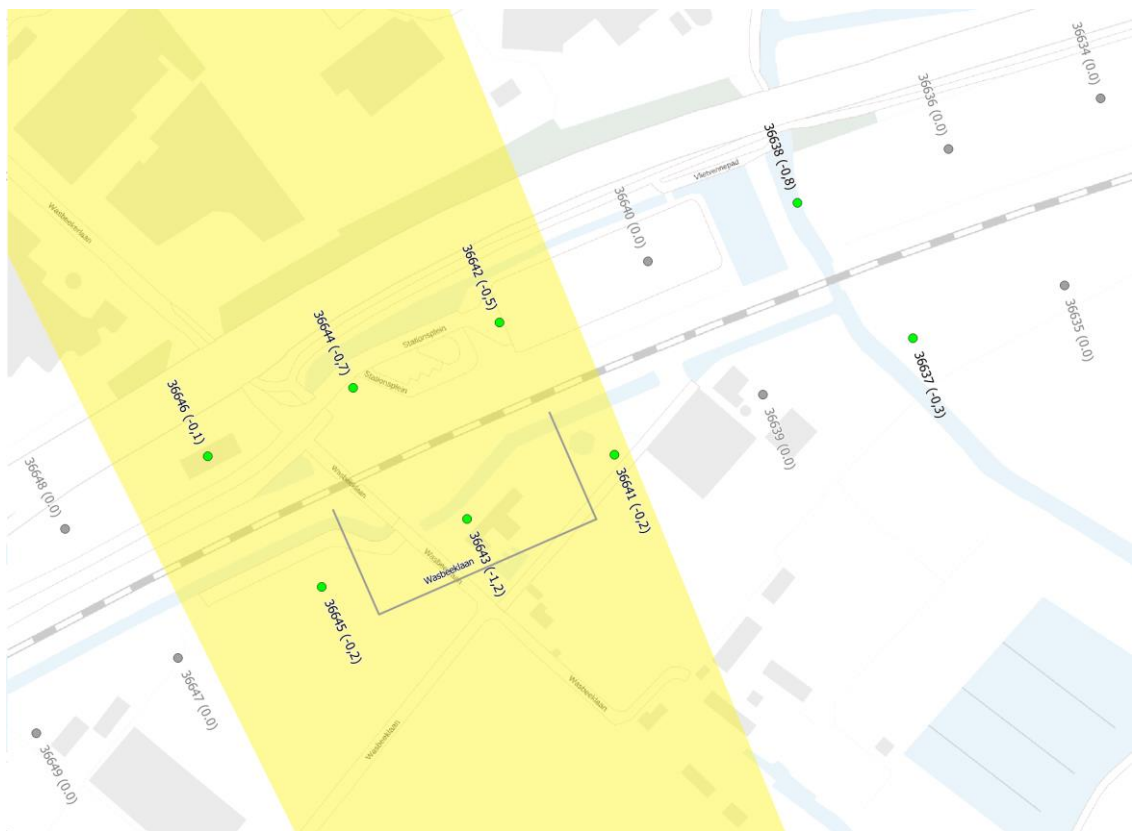 36634 (0.0)
36636 (0.0)
36638 (-0,8)
Vlietvennepad
36640 (0.0)
Wasbeekerlaan
36642 (-0,5)
36635 (0.0)
Stationsplein
36644 (-0,7)
Stationsplein
36637 (-0,3)
36646 (-0,1)
36639 (0.0)
Wasbeeklaan
36648 (0.0)
36641 (-0,2)
Wasbeeklaan
Wasbeeklaan
36643 (-1,2)
36645 (-0,2)
36647 (0.0)
Wasbeeklaan
Wasbeeklaan
36649 (0.0)